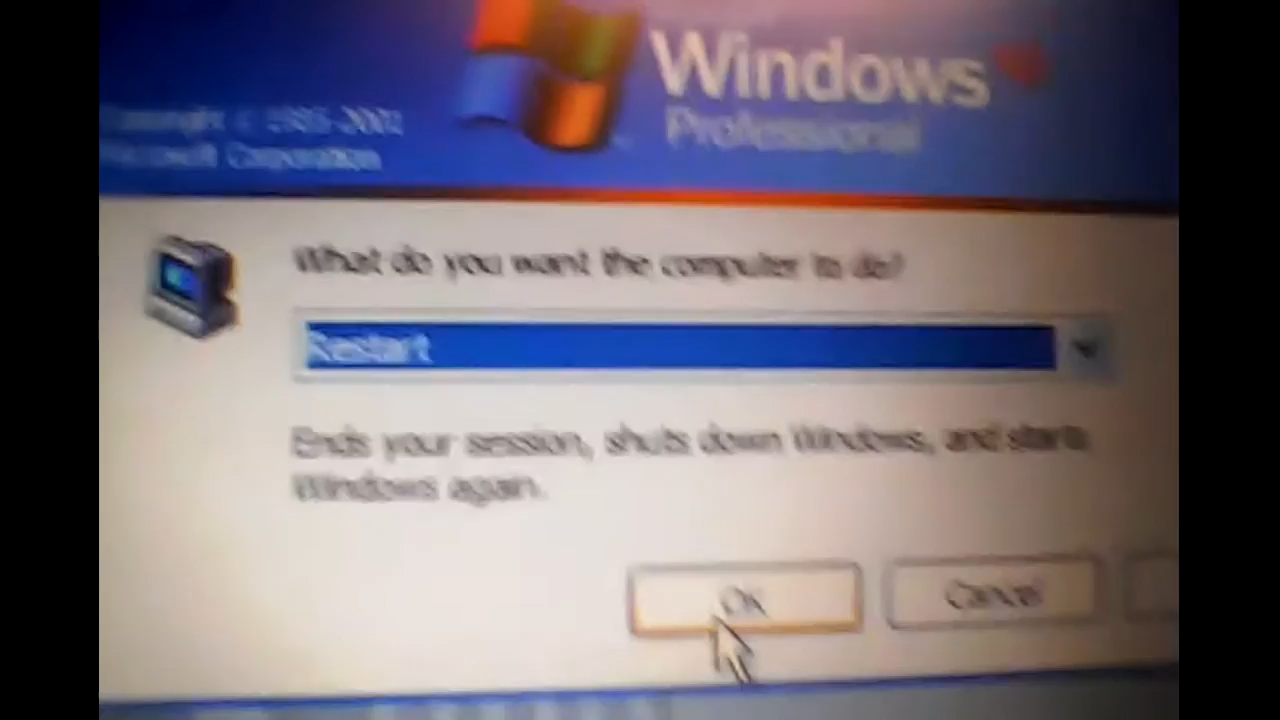 Windows
Professional
Copyright © 1985-2001
Microsoft Corporation
What do you want the computer to do?
Restart
Ends your session, shuts down Windows, and starts
Windows again.
OK
Cancel